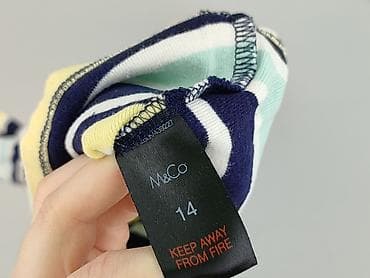 M&Co
14
KEEP AWAY
FROM FIRE